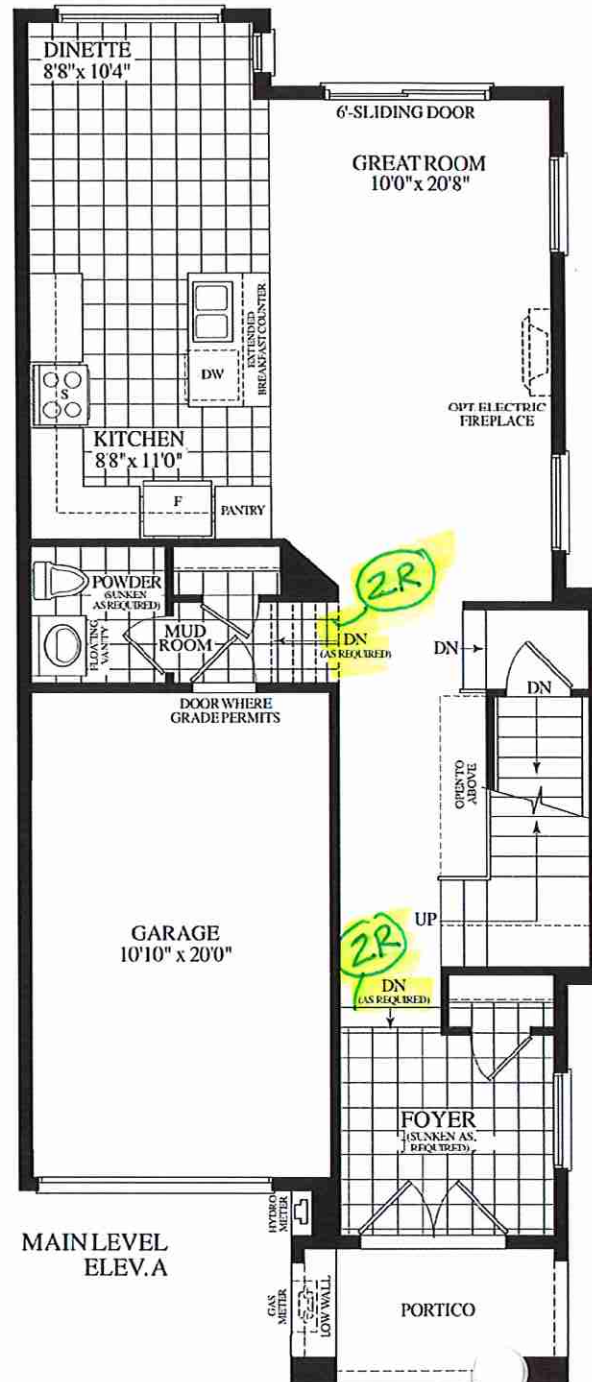 DINETTE
8'8" x 10'4"
6'-SLIDING DOOR
GREAT ROOM
10'0" x 20'8"
EXTENDED
BREAKFAST COUNTER
DW
S
OPT ELECTRIC
FIREPLACE
KITCHEN
8'8" x 11'0"
F
PANTRY
2R
POWDER
(SUNKEN
AS REQUIRED)
FLOATING
VANITY
MUD
ROOM
DN
(AS REQUIRED)
DN
DN
DOOR WHERE
GRADE PERMITS
OPEN TO
ABOVE
GARAGE
10'10" x 20'0"
UP
2R
DN
(AS REQUIRED)
FOYER
(SUNKEN AS
REQUIRED)
HYDRO
METER
MAIN LEVEL
ELEV. A
GAS
METER
LOW WALL
PORTICO